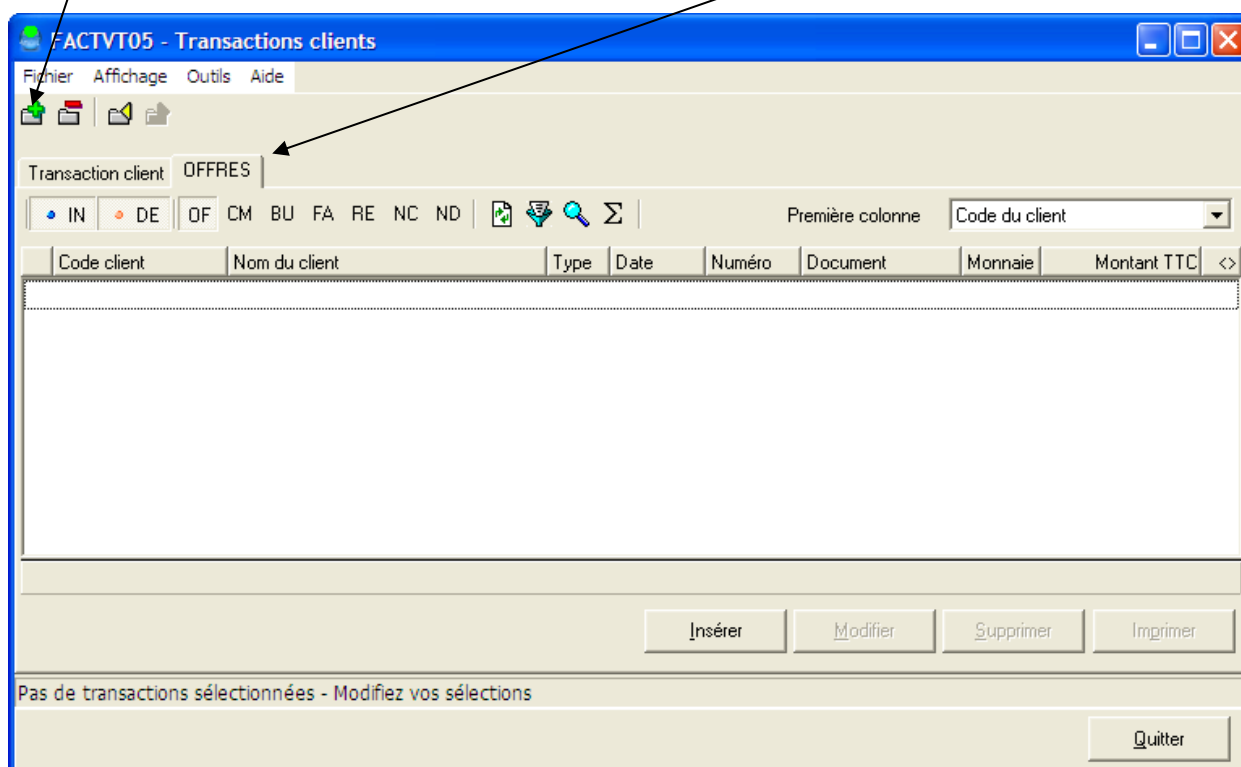 FACTVT05 - Transactions clients
Fichier Affichage Outils Aide
Transaction client OFFRES
IN DE OF CM BU FA RE NC ND Σ Première colonne Code du client
Code client Nom du client Type Date Numéro Document Monnaie Montant TTC <>
Insérer Modifier Supprimer Imprimer
Pas de transactions sélectionnées - Modifiez vos sélections
Quitter